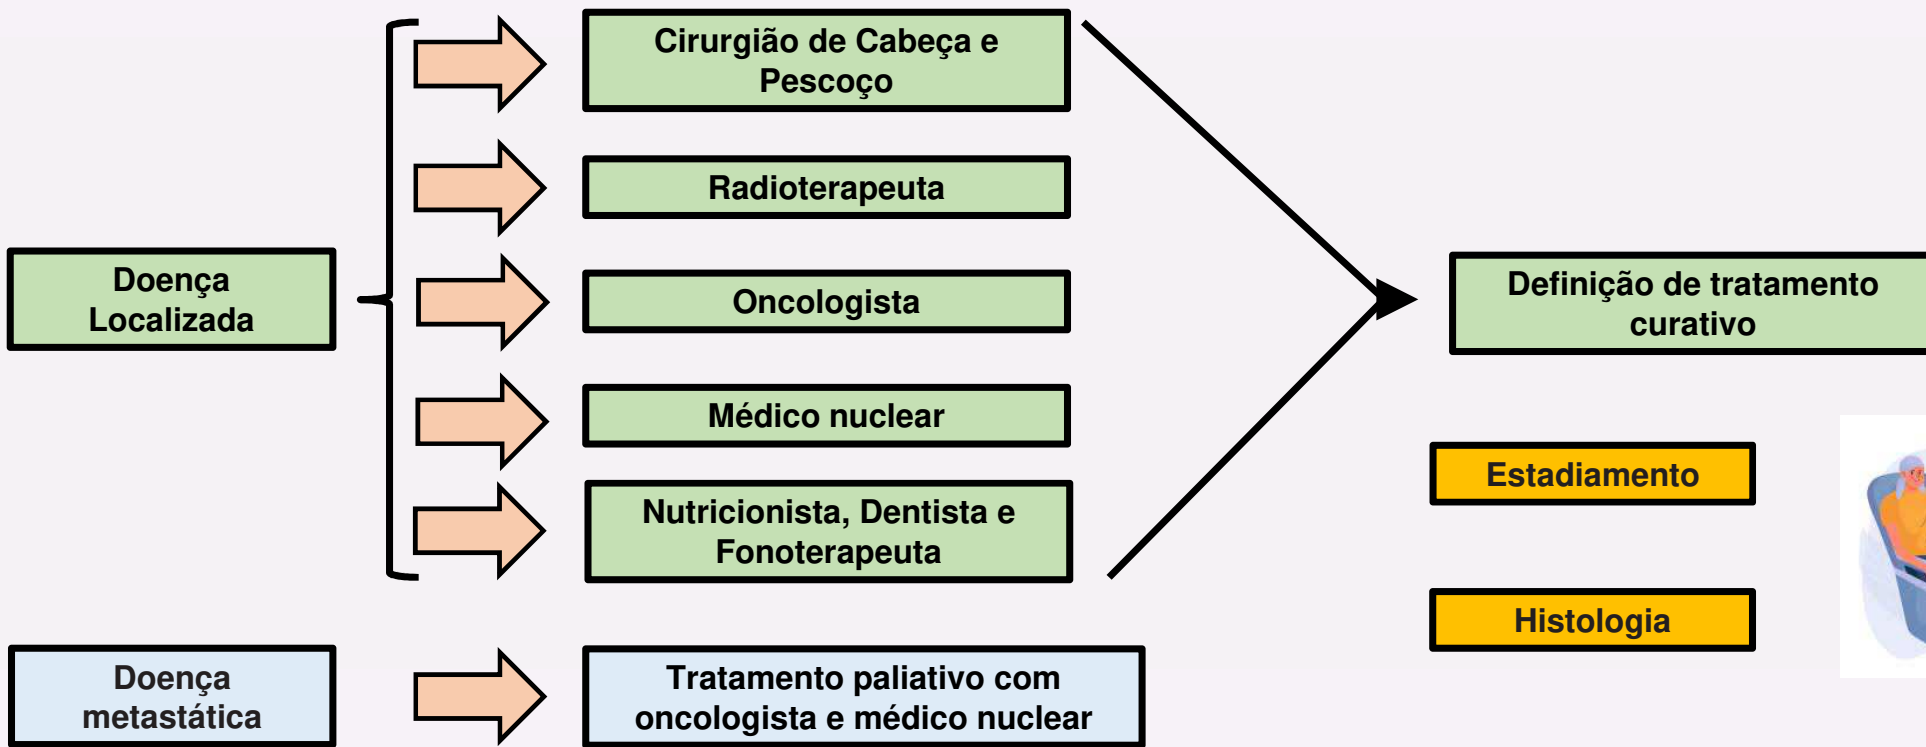 Doença
Localizada
Cirurgião de Cabeça e
Pescoço
Radioterapeuta
Oncologista
Médico nuclear
Nutricionista, Dentista e
Fonoterapeuta
Definição de tratamento
curativo
Estadiamento
Histologia
Doença
metastática
Tratamento paliativo com
oncologista e médico nuclear